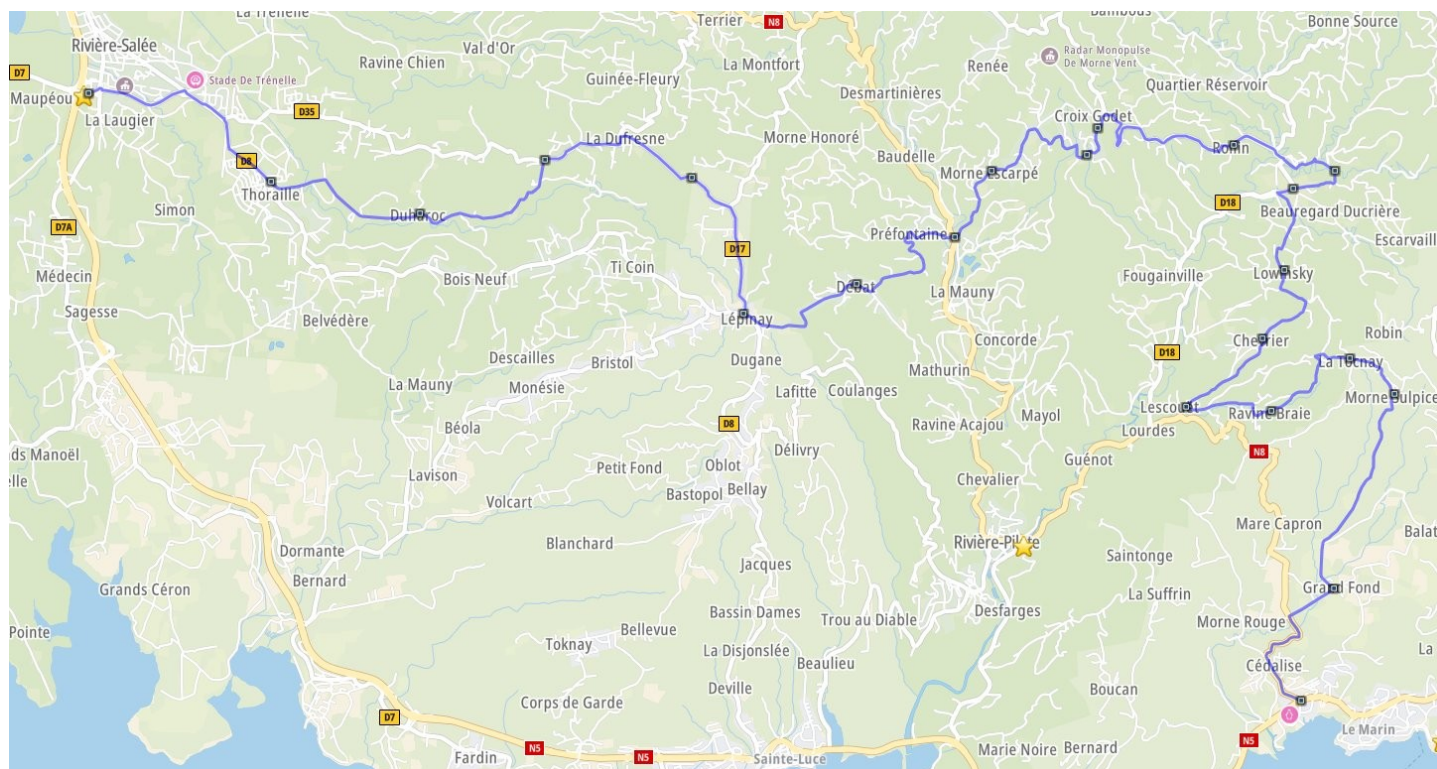 La Trénelle
Terrier
N8
Bambous
Bonne Source
Rivière-Salée
Val d'Or
Ravine Chien
La Montfort
Renée
Radar Monopulse
De Morne Vent
D7
Stade De Trénelle
Guinée-Fleury
Quartier Réservoir
Maupéou
Desmartinières
La Laugier
D35
Croix Godet
La Dufresne
Morne Honoré
Ronin
Baudelle
D8
Morne Escarpé
Thoraille
D18
Simon
Duharoc
Beauregard Ducrière
D7A
Préfontaine
Escarvaill
D17
Médecin
Ti Coin
Bois Neuf
Lowinsky
Fougainville
La Mauny
Sagesse
Belvédère
Lépinay
Concorde
Chevrier
Robin
Descailles
Bristol
Dugane
D18
La Mauny
Monésie
Mathurin
Lafitte
Coulanges
Mayol
Lescouet
Ravine Braie
Béola
D8
Ravine Acajou
Lourdes
nds Manoël
Délivry
N8
Guénot
elle
Lavison
Petit Fond
Oblot
Chevalier
Volcart
Bastopol
Bellay
Mare Capron
Balat
Dormante
Blanchard
Rivière-Pilote
Saintonge
Bernard
Jacques
Grands Céron
La Suffrin
Grand Fond
Bassin Dames
Desfarges
Trou au Diable
Pointe
Bellevue
Morne Rouge
Toknay
La Disjonslée
La
Beaulieu
Cédalise
Deville
Boucan
Corps de Garde
D7
Le Marin
N5
N5
N5
Marie Noire
Bernard
Fardin
Sainte-Luce